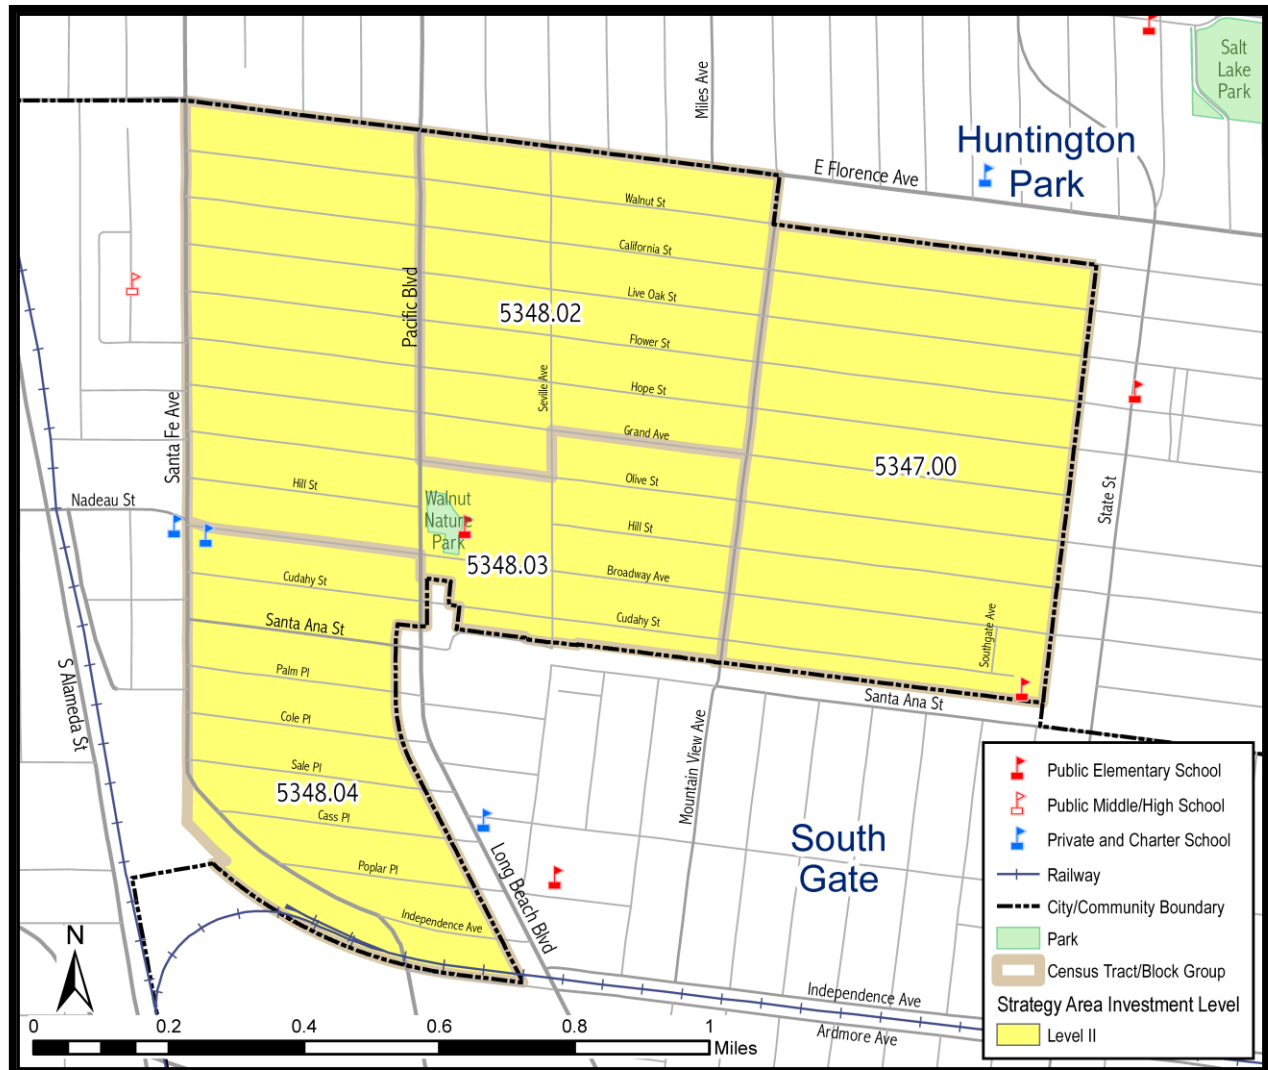 Salt
Lake
Park
Miles Ave
Huntington
Park
E Florence Ave
Walnut St
California St
Live Oak St
Pacific Blvd
5348.02
Flower St
Seville Ave
Hope St
Santa Fe Ave
Grand Ave
5347.00
Olive St
Hill St
State St
Nadeau St
Walnut
Nature
Park
Hill St
5348.03
Cudahy St
Broadway Ave
Santa Ana St
Cudahy St
Southgate Ave
Palm Pl
S Alameda St
Santa Ana St
Cole Pl
Mountain View Ave
Sale Pl
5348.04
Cass Pl
South
Gate
Poplar Pl
Long Beach Blvd
Independence Ave
Independence Ave
Ardmore Ave
N
0 0.2 0.4 0.6 0.8 1
Miles
Public Elementary School
Public Middle/High School
Private and Charter School
Railway
City/Community Boundary
Park
Census Tract/Block Group
Strategy Area Investment Level
Level II